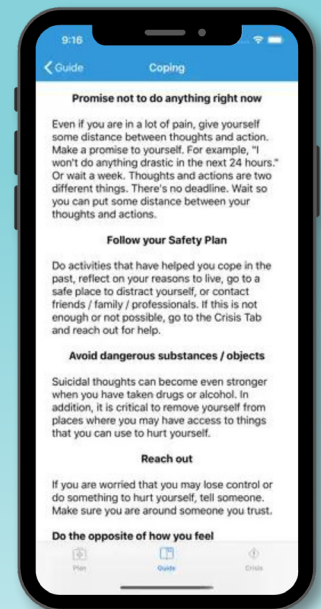 9:16
Guide
Coping
Promise not to do anything right now
Even if you are in a lot of pain, give yourself
some distance between thoughts and action.
Make a promise to yourself. For example, "I
won't do anything drastic in the next 24 hours."
Or wait a week. Thoughts and actions are two
different things. There's no deadline. Wait so
you can put some distance between your
thoughts and actions.
Follow your Safety Plan
Do activities that have helped you cope in the
past, reflect on your reasons to live, go to a
safe place to distract yourself, or contact
friends / family / professionals. If this is not
enough or not possible, go to the Crisis Tab
and reach out for help.
Avoid dangerous substances / objects
Suicidal thoughts can become even stronger
when you have taken drugs or alcohol. In
addition, it is critical to remove yourself from
places where you may have access to things
that you can use to hurt yourself.
Reach out
If you are worried that you may lose control or
do something to hurt yourself, tell someone.
Make sure you are around someone you trust.
Do the opposite of how you feel
Plan
Guide
Crisis